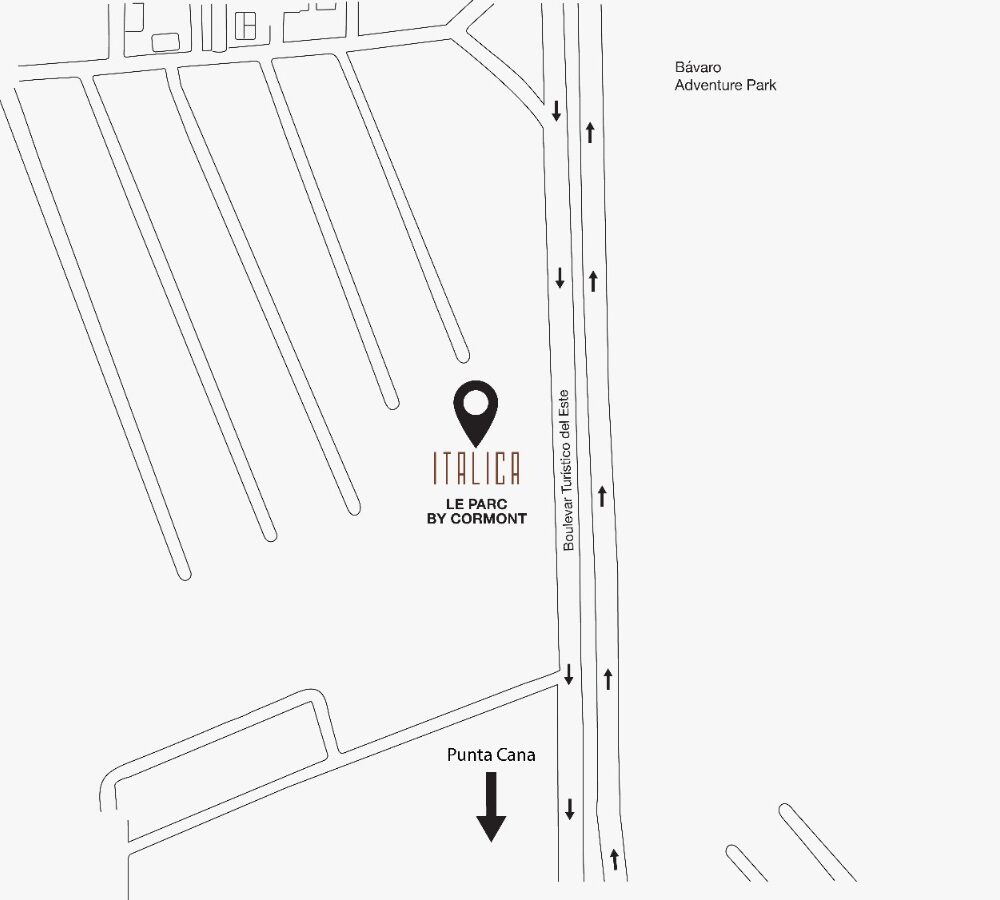 Bávaro
Adventure Park
Boulevar Turístico del Este
ITALICA
LE PARC
BY CORMONT
Punta Cana